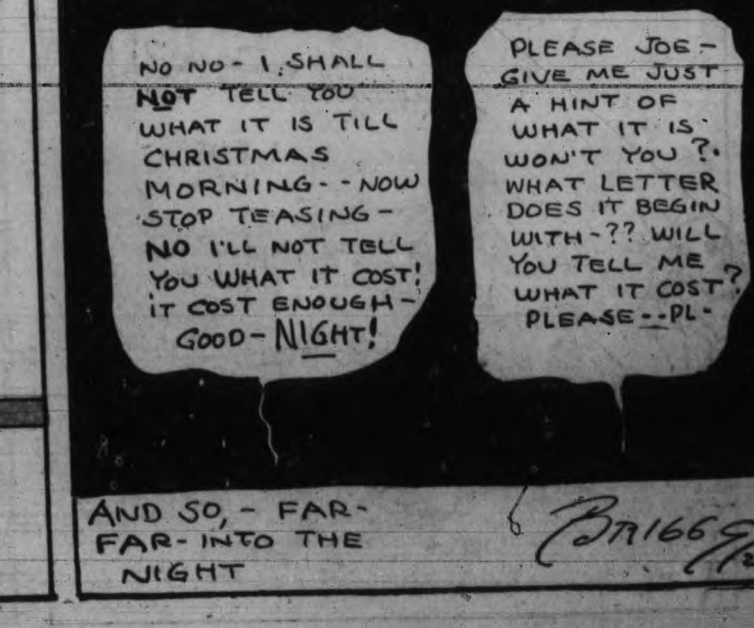 NO NO- I SHALL
NOT TELL YOU
WHAT IT IS TILL
CHRISTMAS
MORNING--NOW
STOP TEASING-
NO I'LL NOT TELL
YOU WHAT IT COST!
IT COST ENOUGH-
GOOD-NIGHT!
PLEASE JOE-
GIVE ME JUST
A HINT OF
WHAT IT IS
WON'T YOU?
WHAT LETTER
DOES IT BEGIN
WITH-?? WILL
YOU TELL ME
WHAT IT COST?
PLEASE--PL-
AND SO,- FAR-
FAR-INTO THE
NIGHT
BRIGGS